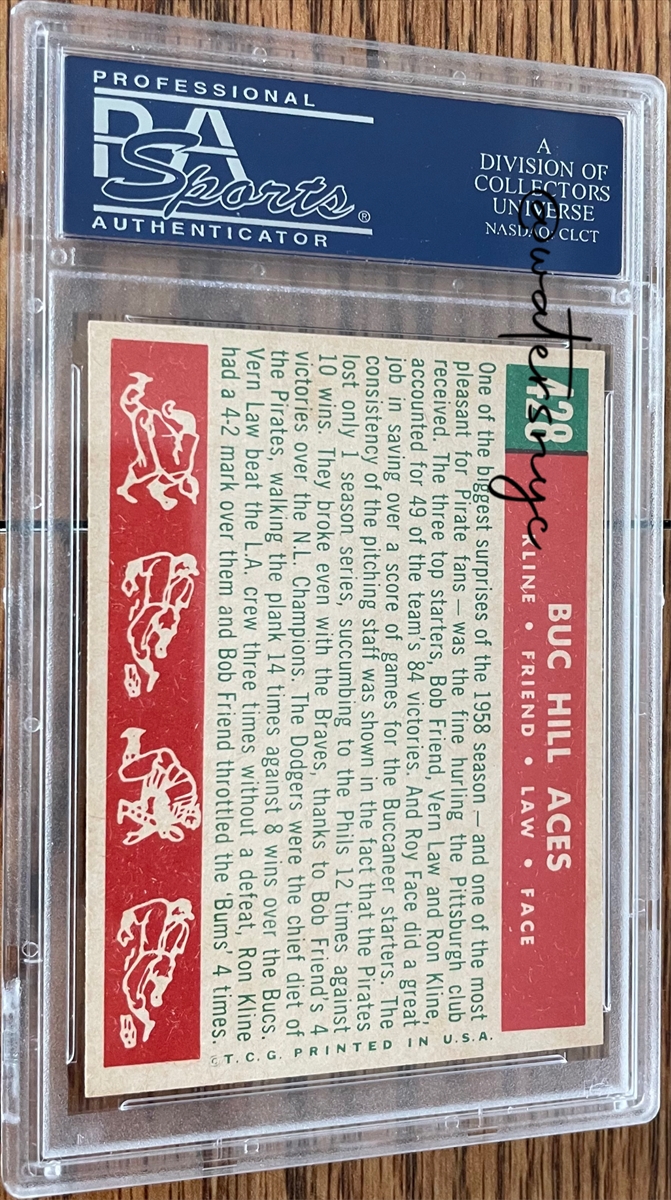 PROFESSIONAL
PSA
Sports®
AUTHENTICATOR
A
DIVISION OF
COLLECTORS
UNIVERSE
NASDAQ: CLCT
@watersnyc
428
BUC HILL ACES
KLINE • FRIEND • LAW • FACE
One of the biggest surprises of the 1958 season — and one of the most
pleasant for Pirate fans — was the fine hurling the Pittsburgh club
received. The three top starters, Bob Friend, Vern Law and Ron Kline,
accounted for 49 of the team's 84 victories. And Roy Face did a great
job in saving over a score of games for the Buccaneer starters. The
consistency of the pitching staff was shown in the fact that the Pirates
lost only 1 season series, succumbing to the Phils 12 times against
10 wins. They broke even with the Braves, thanks to Bob Friend's 4
victories over the N.L. Champions. The Dodgers were the chief diet of
the Pirates, walking the plank 14 times against 8 wins over the Bucs.
Vern Law beat the L.A. crew three times without a defeat, Ron Kline
had a 4-2 mark over them and Bob Friend throttled the 'Bums' 4 times.
© T. C. G. PRINTED IN U.S.A.